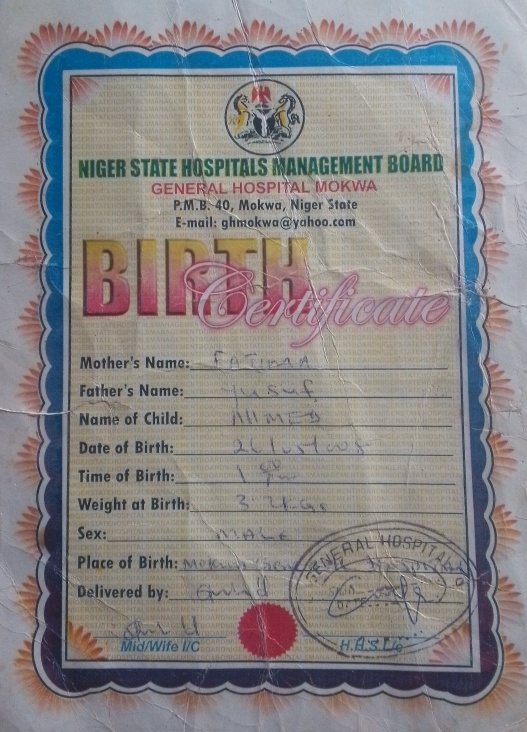 NIGER STATE HOSPITALS MANAGEMENT BOARD
GENERAL HOSPITAL MOKWA
P.M.B. 40, Mokwa, Niger State
E-mail: ghmokwa@yahoo.com
BIRTH Certificate
Mother's Name: FATIMA
Father's Name: Yusuf
Name of Child: AHMED
Date of Birth:
Time of Birth:
Weight at Birth:
Sex: MALE
Place of Birth:
Delivered by:
GENERAL HOSPITAL
Mid/Wife I/C